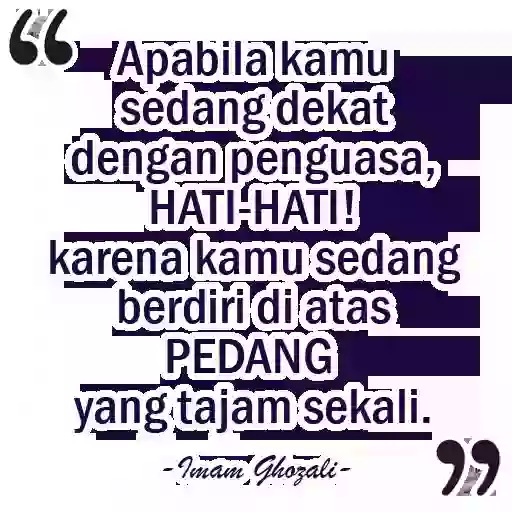 Apabila kamu
sedang dekat
dengan penguasa,
HATI-HATI!
karena kamu sedang
berdiri di atas
PEDANG
yang tajam sekali.
-Imam Ghozali-